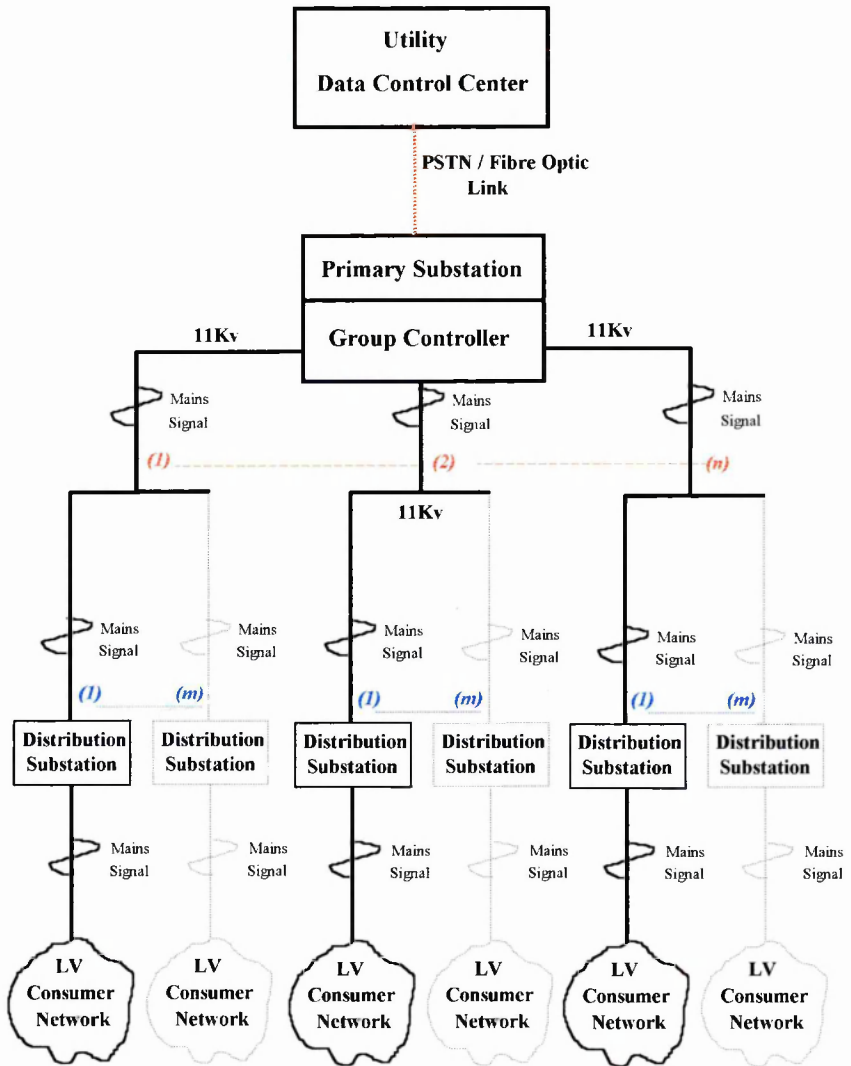 Utility
Data Control Center
PSTN / Fibre Optic
Link
Primary Substation
11Kv
Group Controller
11Kv
Mains
Signal
Mains
Signal
Mains
Signal
(1)
(2)
(n)
11Kv
Mains
Signal
Mains
Signal
Mains
Signal
Mains
Signal
Mains
Signal
Mains
Signal
(1)
(m)
(1)
(m)
(1)
(m)
Distribution
Substation
Distribution
Substation
Distribution
Substation
Distribution
Substation
Distribution
Substation
Distribution
Substation
Mains
Signal
Mains
Signal
Mains
Signal
Mains
Signal
Mains
Signal
Mains
Signal
LV
Consumer
Network
LV
Consumer
Network
LV
Consumer
Network
LV
Consumer
Network
LV
Consumer
Network
LV
Consumer
Network